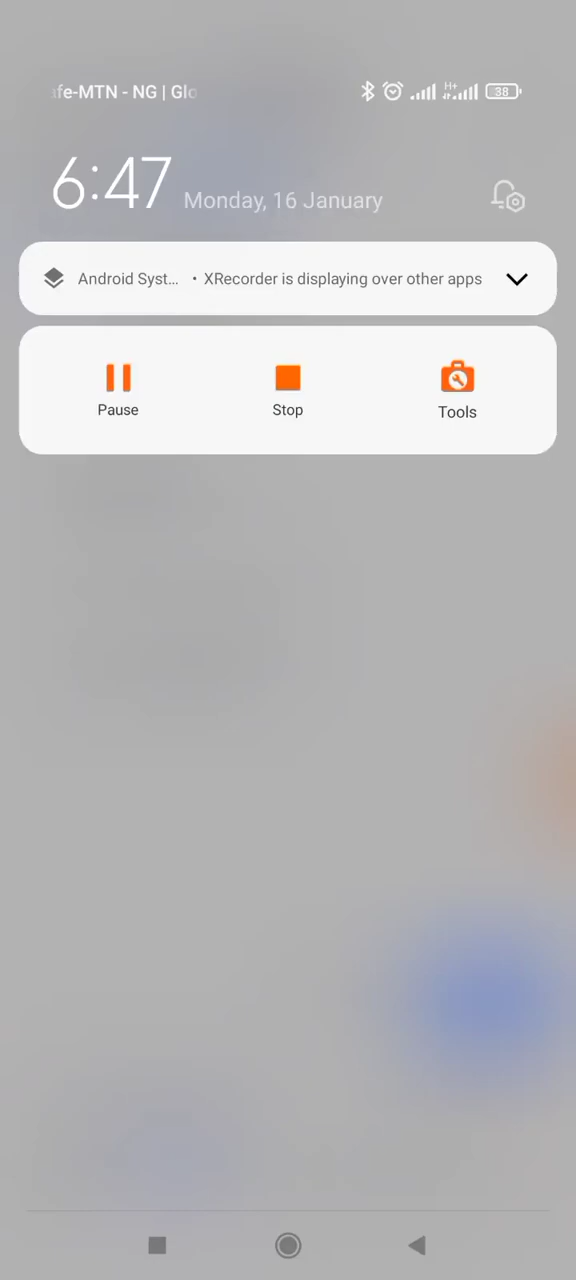 afe-MTN - NG | Glo
H+
38
6:47 Monday, 16 January
Android Syst... • XRecorder is displaying over other apps
Pause Stop Tools